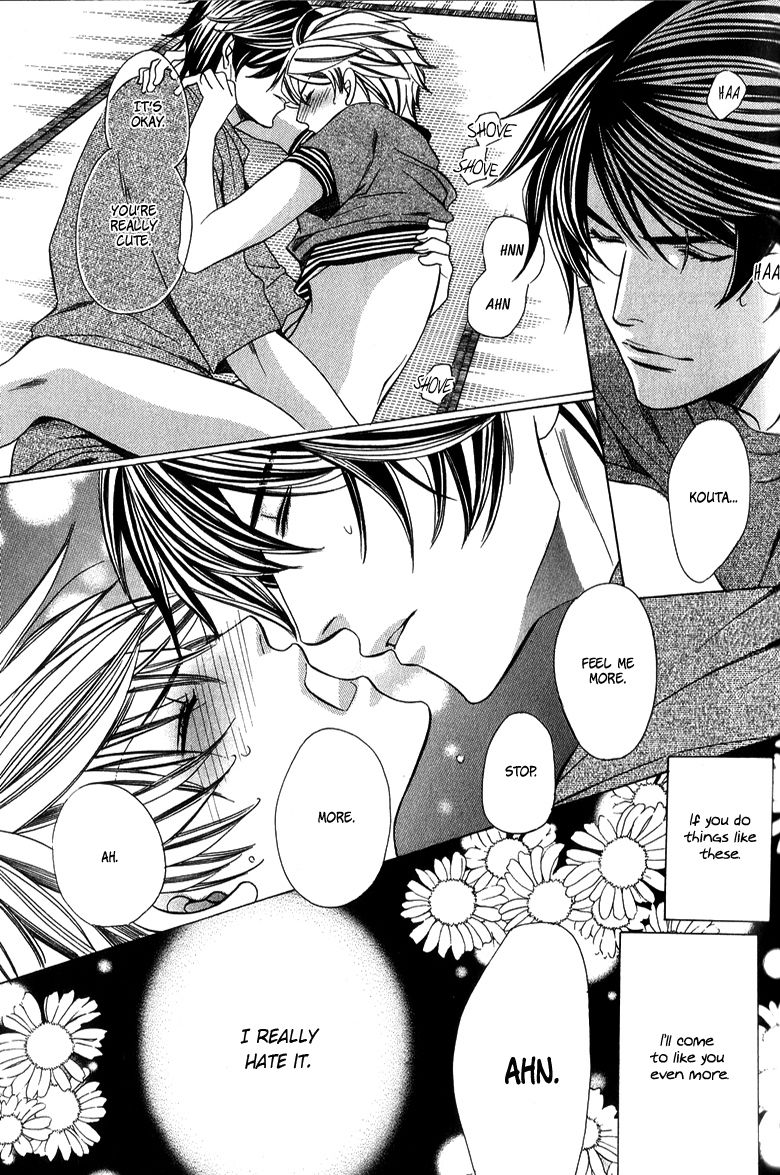 HAA
HAA
KOUTA...
SHOVE
SHOVE
HNN
AHN
SHOVE
IT'S
OKAY.
YOU'RE
REALLY
CUTE.
FEEL ME
MORE.
STOP.
MORE.
AH.
If you do
things like
these.
I'll come
to like you
even more.
AHN.
I REALLY
HATE IT.